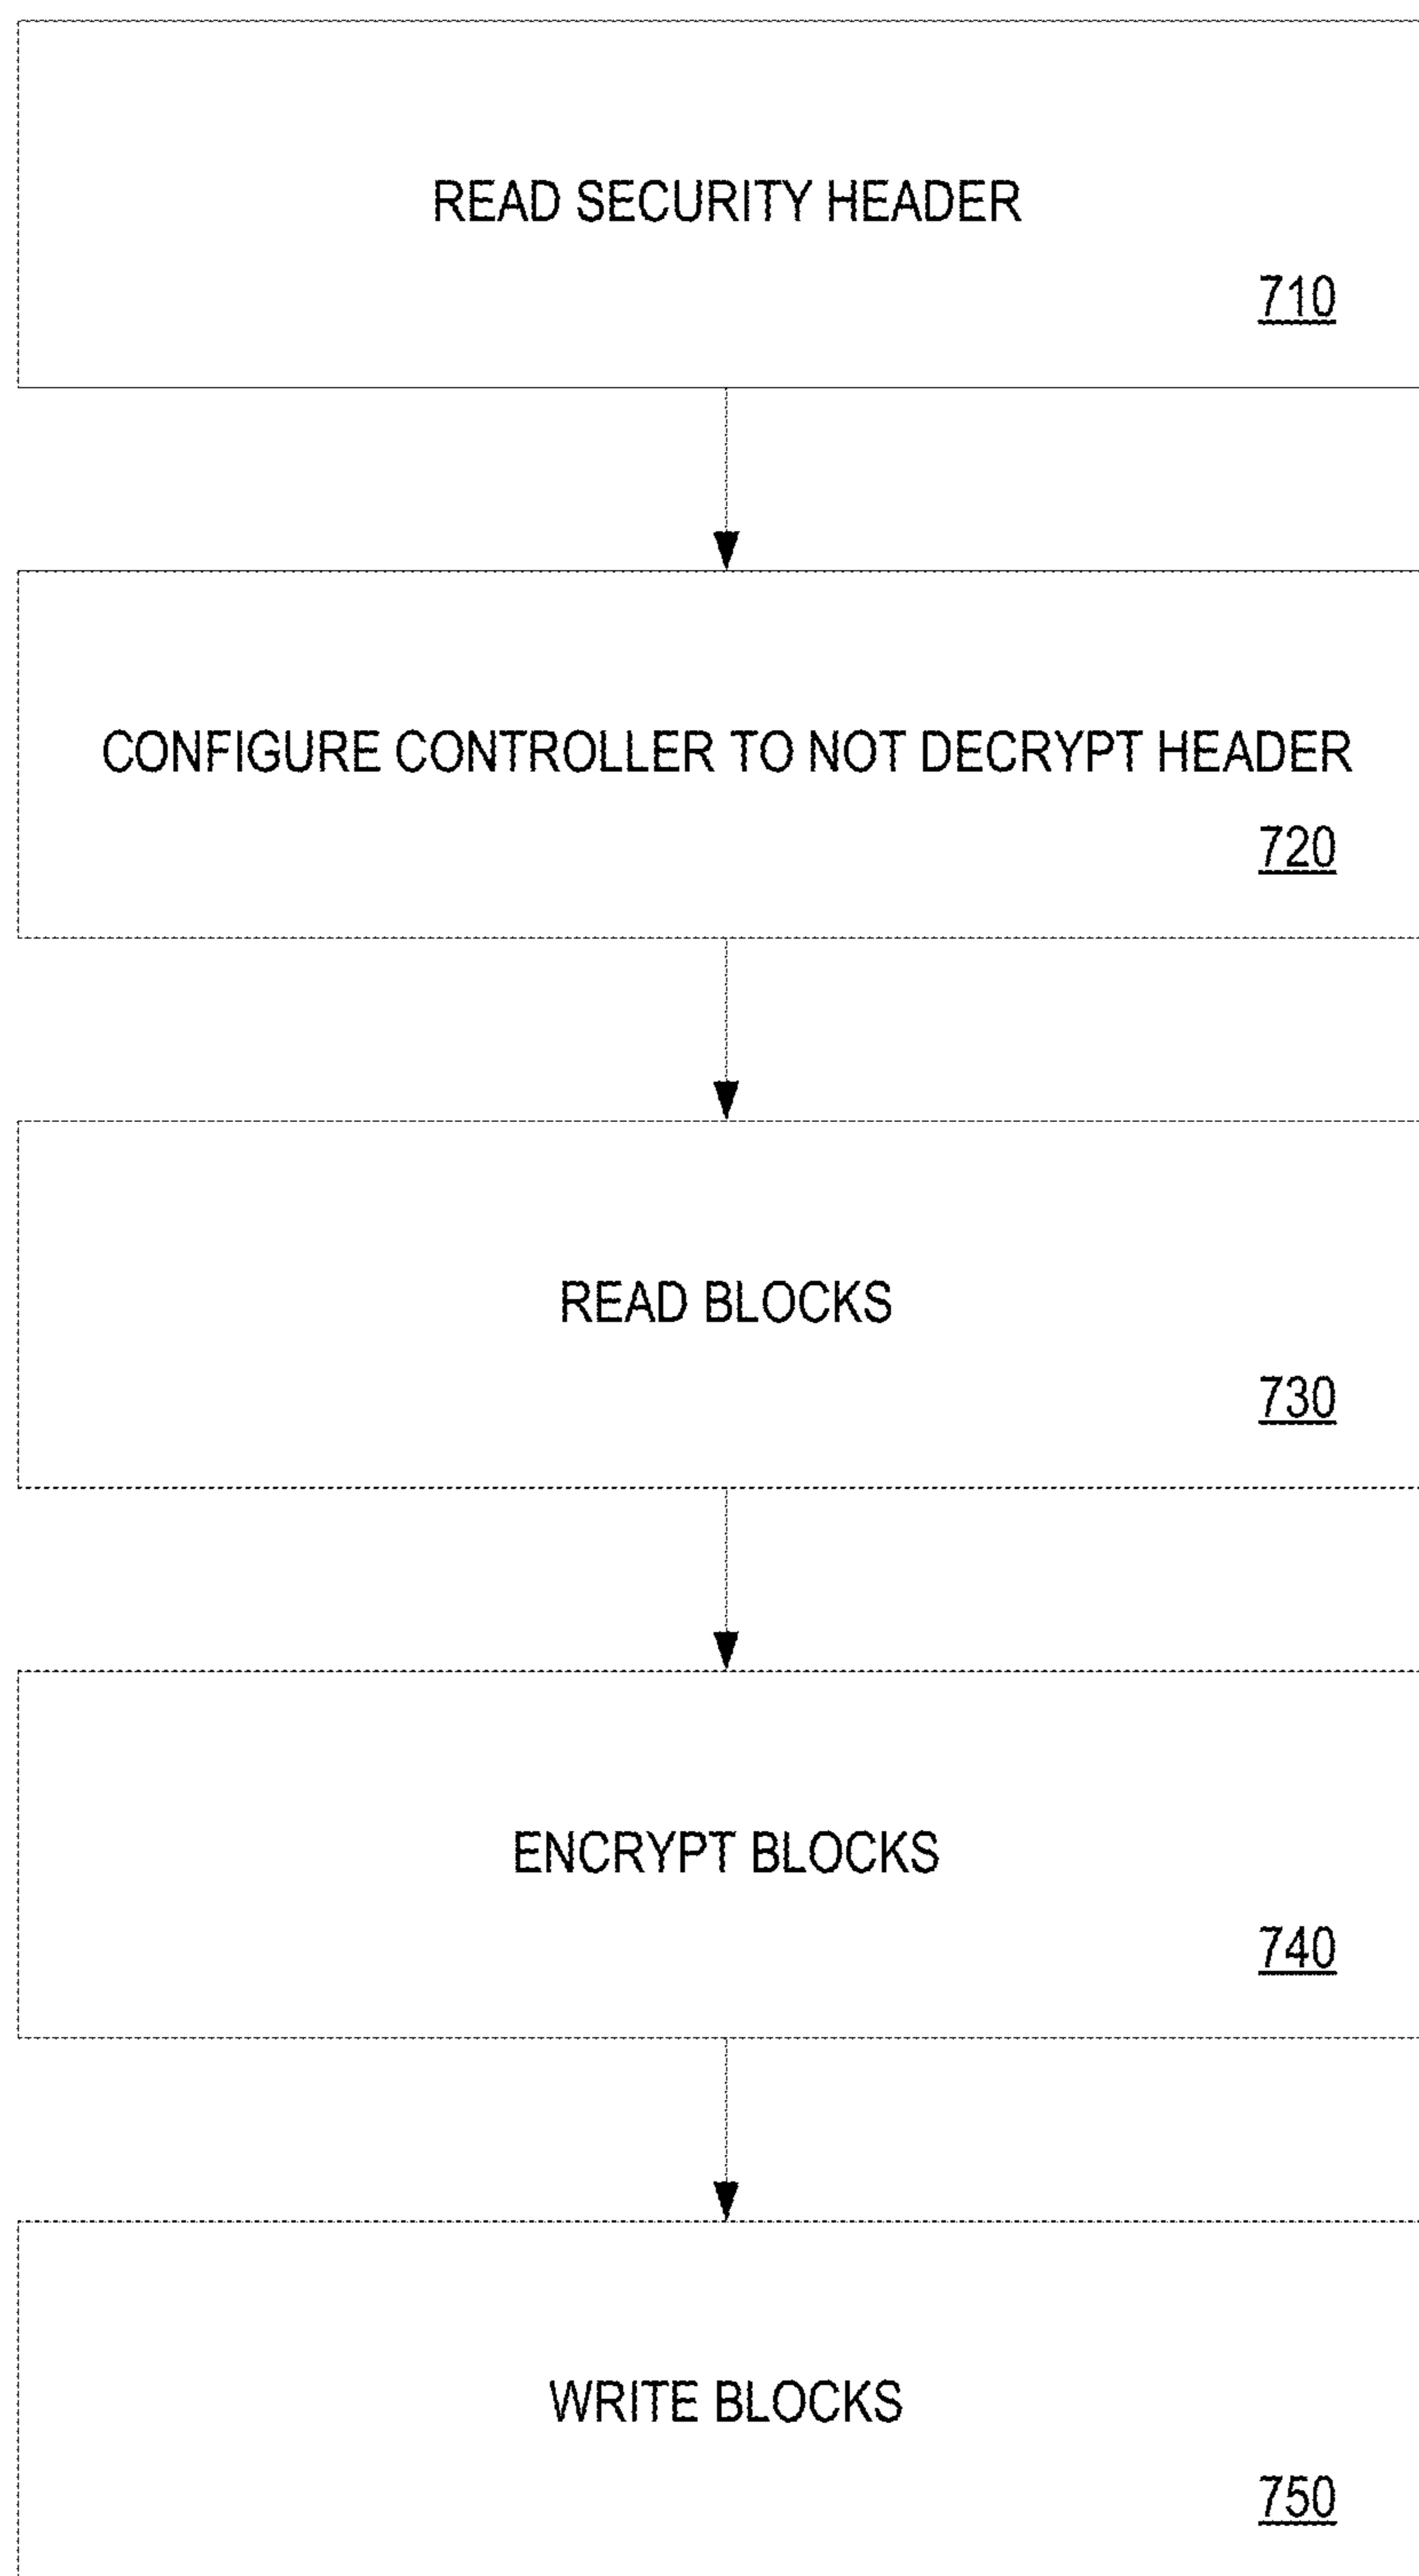 READ SECURITY HEADER
710
CONFIGURE CONTROLLER TO NOT DECRYPT HEADER
720
READ BLOCKS
730
ENCRYPT BLOCKS
740
WRITE BLOCKS
750